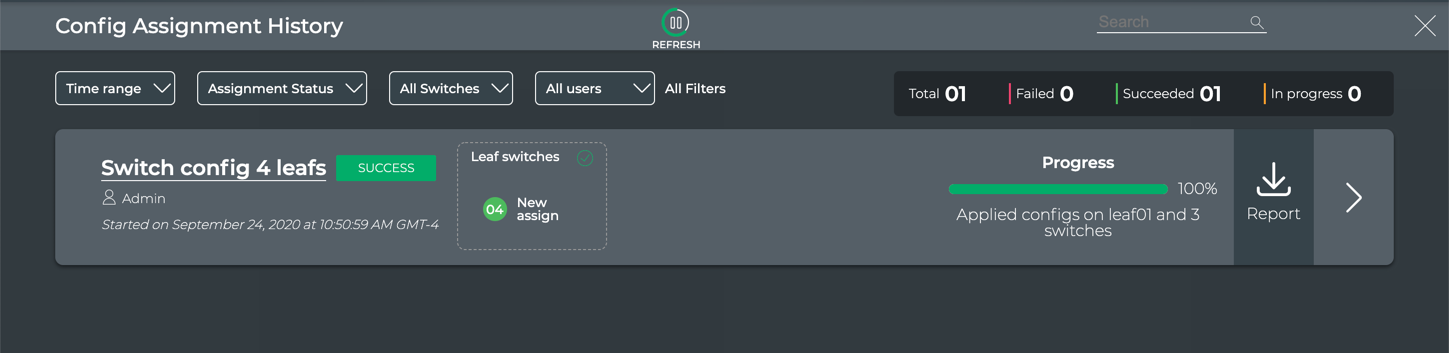 Config Assignment History
REFRESH
Search
Time range
Assignment Status
All Switches
All users
All Filters
Total 01
Failed 0
Succeeded 01
In progress 0
Switch config 4 leafs
SUCCESS
Admin
Started on September 24, 2020 at 10:50:59 AM GMT-4
Leaf switches
04
New
assign
Progress
100%
Applied configs on leaf01 and 3
switches
Report